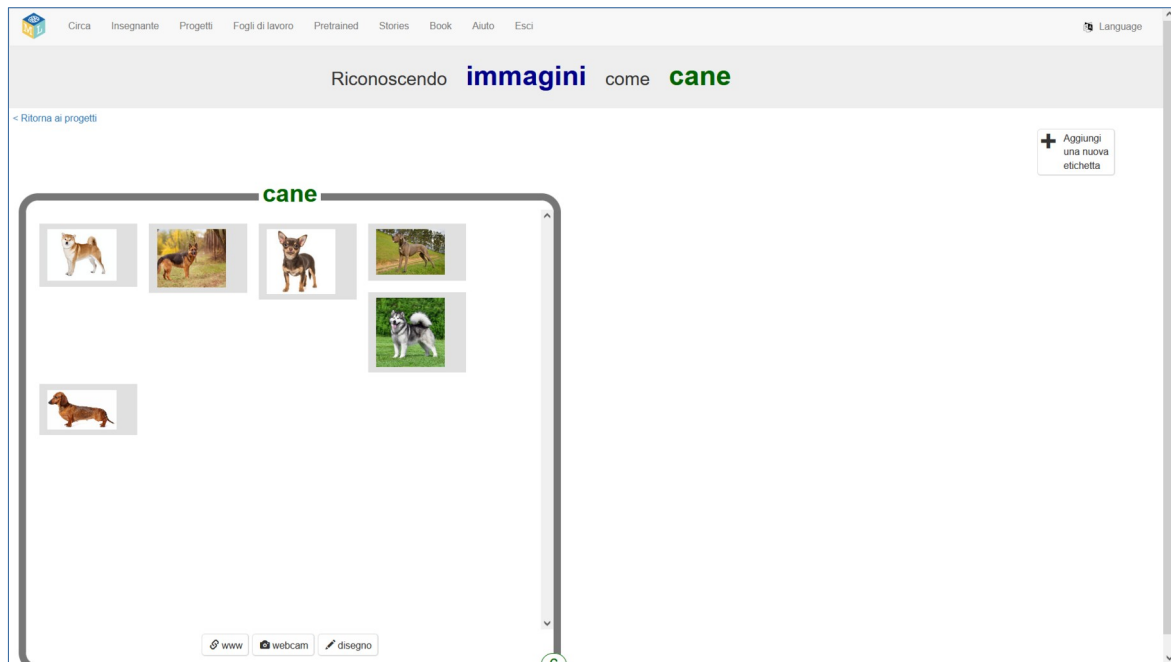 Circa Insegnante Progetti Fogli di lavoro Pretrained Stories Book Aiuto Esci Language
Riconoscendo immagini come cane
< Ritorna ai progetti
Aggiungi
una nuova
etichetta
cane
www webcam disegno